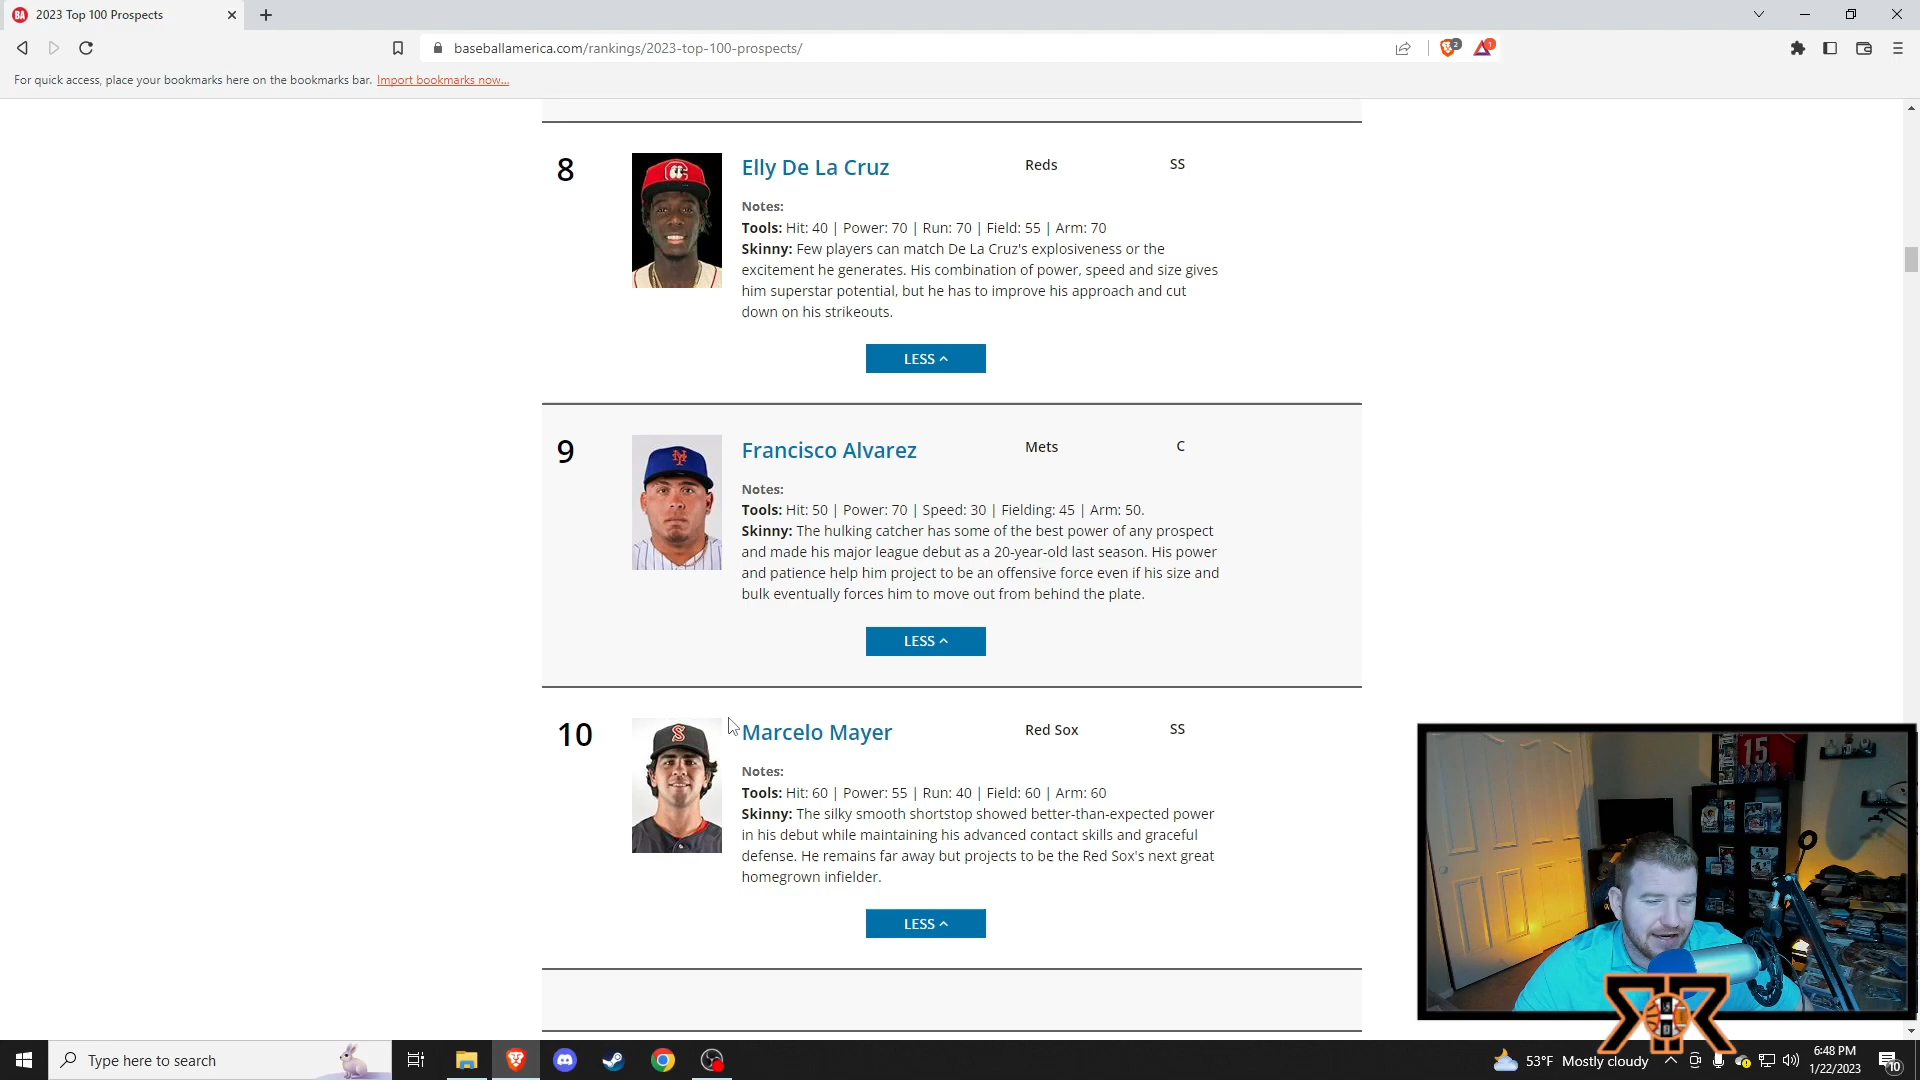 2023 Top 100 Prospects
baseballamerica.com/rankings/2023-top-100-prospects/
2
1
For quick access, place your bookmarks here on the bookmarks bar. Import bookmarks now...
8
Elly De La Cruz
Reds
SS
Notes:
Tools: Hit: 40 | Power: 70 | Run: 70 | Field: 55 | Arm: 70
Skinny: Few players can match De La Cruz's explosiveness or the
excitement he generates. His combination of power, speed and size gives
him superstar potential, but he has to improve his approach and cut
down on his strikeouts.
LESS
9
Francisco Alvarez
Mets
C
Notes:
Tools: Hit: 50 | Power: 70 | Speed: 30 | Fielding: 45 | Arm: 50.
Skinny: The hulking catcher has some of the best power of any prospect
and made his major league debut as a 20-year-old last season. His power
and patience help him project to be an offensive force even if his size and
bulk eventually forces him to move out from behind the plate.
LESS
10
Marcelo Mayer
Red Sox
SS
Notes:
Tools: Hit: 60 | Power: 55 | Run: 40 | Field: 60 | Arm: 60
Skinny: The silky smooth shortstop showed better-than-expected power
in his debut while maintaining his advanced contact skills and graceful
defense. He remains far away but projects to be the Red Sox's next great
homegrown infielder.
LESS
15
Type here to search
53°F Mostly cloudy
6:48 PM
1/22/2023
10